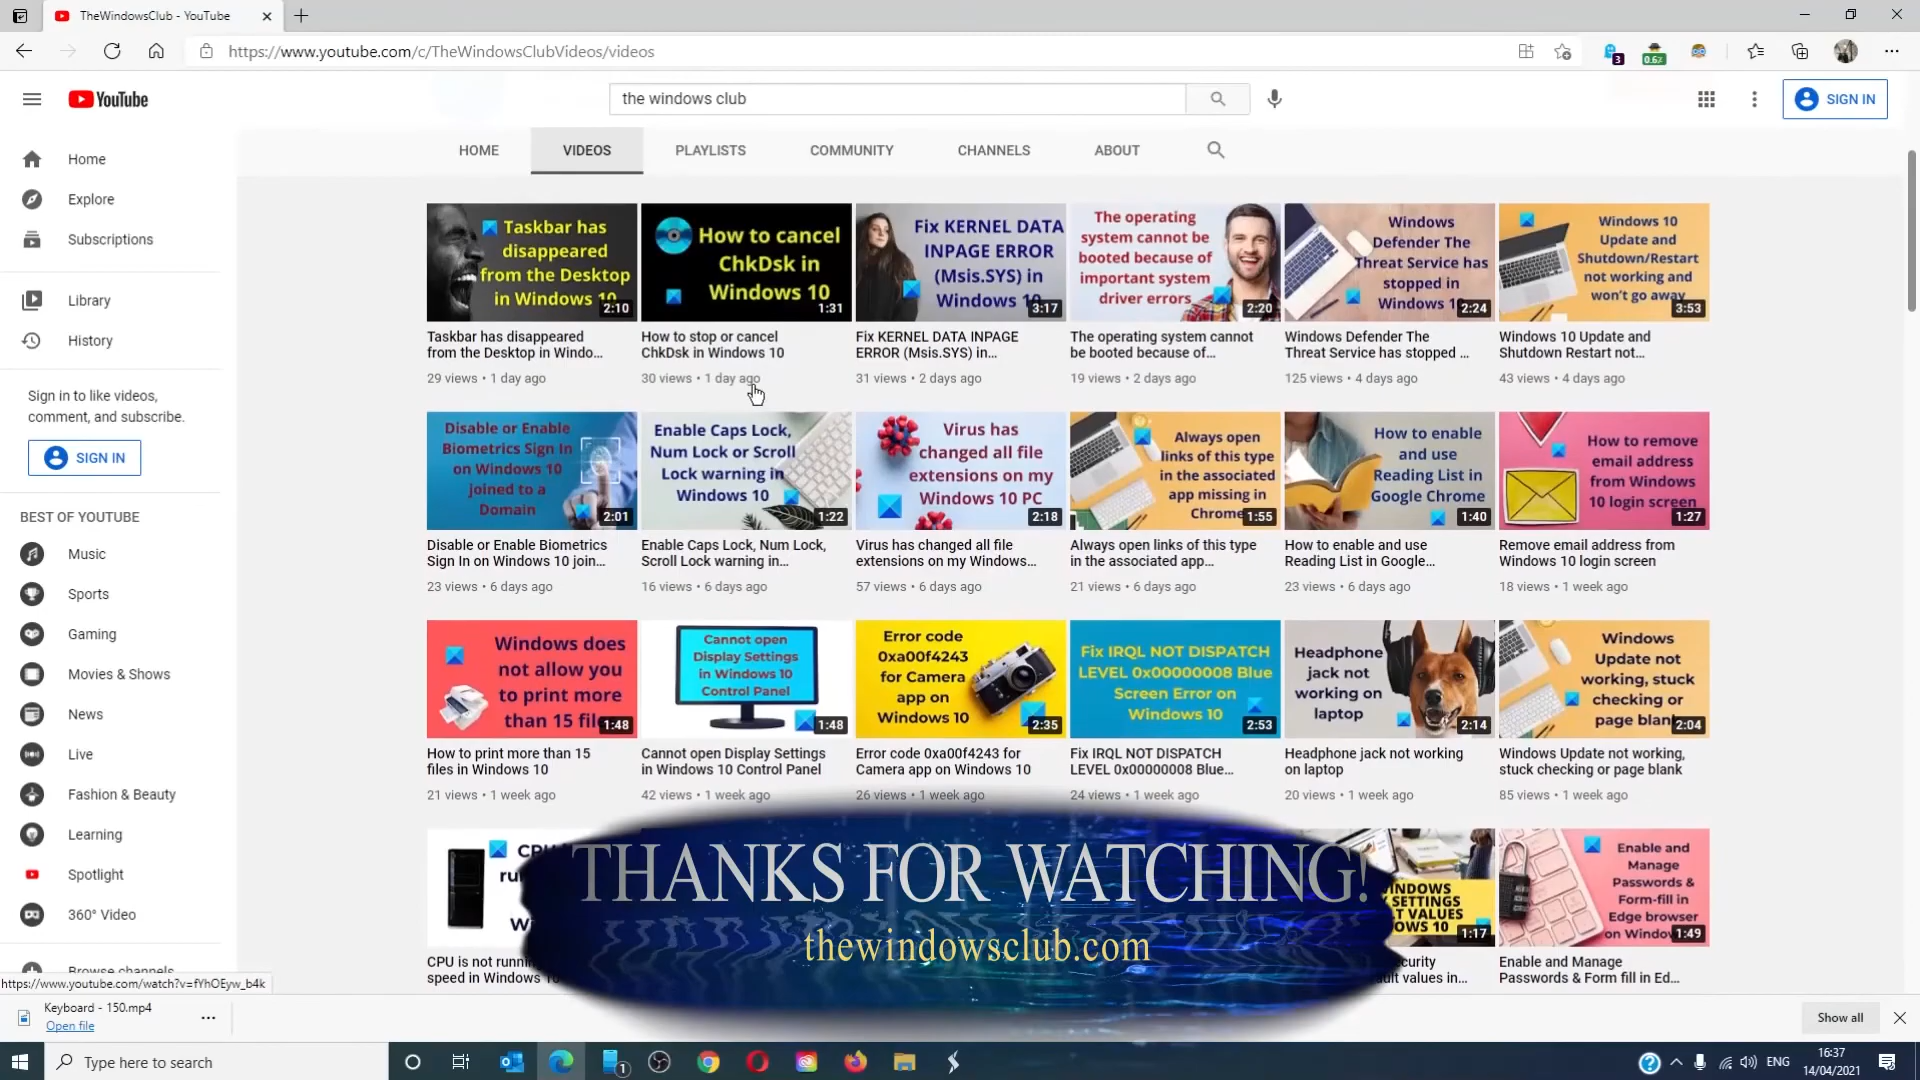 TheWindowsClub - YouTube
https://www.youtube.com/c/TheWindowsClubVideos/videos
3
0.6%
YouTube
the windows club
SIGN IN
HOME
VIDEOS
PLAYLISTS
COMMUNITY
CHANNELS
ABOUT
Home
Explore
Subscriptions
Library
History
Sign in to like videos,
comment, and subscribe.
SIGN IN
BEST OF YOUTUBE
Music
Sports
Gaming
Movies & Shows
News
Live
Fashion & Beauty
Learning
Spotlight
360° Video
Browse channels
Taskbar has
disappeared
from the Desktop
in Windows 10
2:10
Taskbar has disappeared
from the Desktop in Windo...
29 views • 1 day ago
How to cancel
ChkDsk in
Windows 10
1:31
How to stop or cancel
ChkDsk in Windows 10
30 views • 1 day ago
Fix KERNEL DATA
INPAGE ERROR
(Msis.SYS) in
Windows
3:17
Fix KERNEL DATA INPAGE
ERROR (Msis.SYS) in...
31 views • 2 days ago
The operating
system cannot be
booted because of
important system
driver errors
2:20
The operating system cannot
be booted because of...
19 views • 2 days ago
Windows
Defender The
Threat Service has
stopped in
Windows
2:24
Windows Defender The
Threat Service has stopped ...
125 views • 4 days ago
Windows 10
Update and
Shutdown/Restart
not working and
won't go away
3:53
Windows 10 Update and
Shutdown Restart not...
43 views • 4 days ago
Disable or Enable
Biometrics Sign In
on Windows 10
joined to a
Domain
2:01
Disable or Enable Biometrics
Sign In on Windows 10 join...
23 views • 6 days ago
Enable Caps Lock,
Num Lock or Scroll
Lock warning in
Windows 10
1:22
Enable Caps Lock, Num Lock,
Scroll Lock warning in...
16 views • 6 days ago
Virus has
changed all file
extensions on my
Windows 10 PC
2:18
Virus has changed all file
extensions on my Windows...
57 views • 6 days ago
Always open
links of this type
in the associated
app missing in
Chrome
1:55
Always open links of this type
in the associated app...
21 views • 6 days ago
How to enable
and use
Reading List in
Google Chrome
1:40
How to enable and use
Reading List in Google...
23 views • 6 days ago
How to remove
email address
from Windows
10 login screen
1:27
Remove email address from
Windows 10 login screen
18 views • 1 week ago
Windows does
not allow you
to print more
than 15 file
1:48
How to print more than 15
files in Windows 10
21 views • 1 week ago
Cannot open
Display Settings
in Windows 10
Control Panel
1:48
Cannot open Display Settings
in Windows 10 Control Panel
42 views • 1 week ago
Error code
0xa00f4243
for Camera
app on
Windows 10
2:35
Error code 0xa00f4243 for
Camera app on Windows 10
26 views • 1 week ago
Fix IRQL NOT DISPATCH
LEVEL 0x00000008 Blue
Screen Error on
Windows 10
2:53
Fix IRQL NOT DISPATCH
LEVEL 0x00000008 Blue...
24 views • 1 week ago
Headphone
jack not
working on
laptop
2:14
Headphone jack not working
on laptop
20 views • 1 week ago
Windows
Update not
working, stuck
checking or
page blank
2:04
Windows Update not working,
stuck checking or page blank
85 views • 1 week ago
CPU is not
speed in Windows
SETTINGS
1:17
Enable and
Manage
Passwords &
Form-fill in
Edge browser
on Window
1:49
Enable and Manage
Passwords & Form fill in Ed...
THANKS FOR WATCHING!
thewindowsclub.com
https://www.youtube.com/watch?v=fYhOEyw_b4k
Keyboard - 150.mp4
Open file
Show all
Type here to search
1
ENG
16:37
14/04/2021